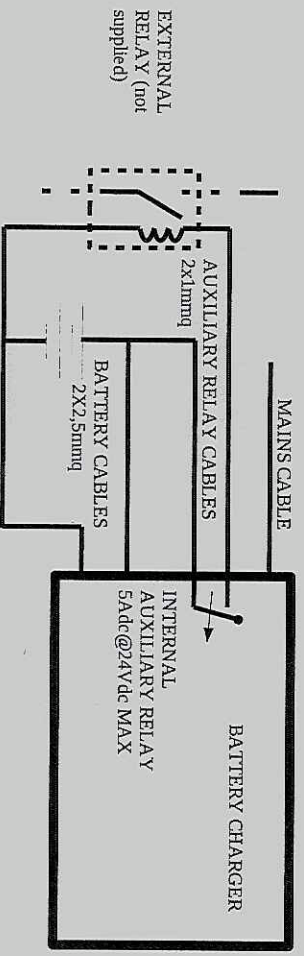 MAINS CABLE
BATTERY CHARGER
AUXILIARY RELAY CABLES
2x1mmq
EXTERNAL
RELAY (not
supplied)
INTERNAL
AUXILIARY RELAY
5Adc@24Vdc MAX
BATTERY CABLES
2X2,5mmq